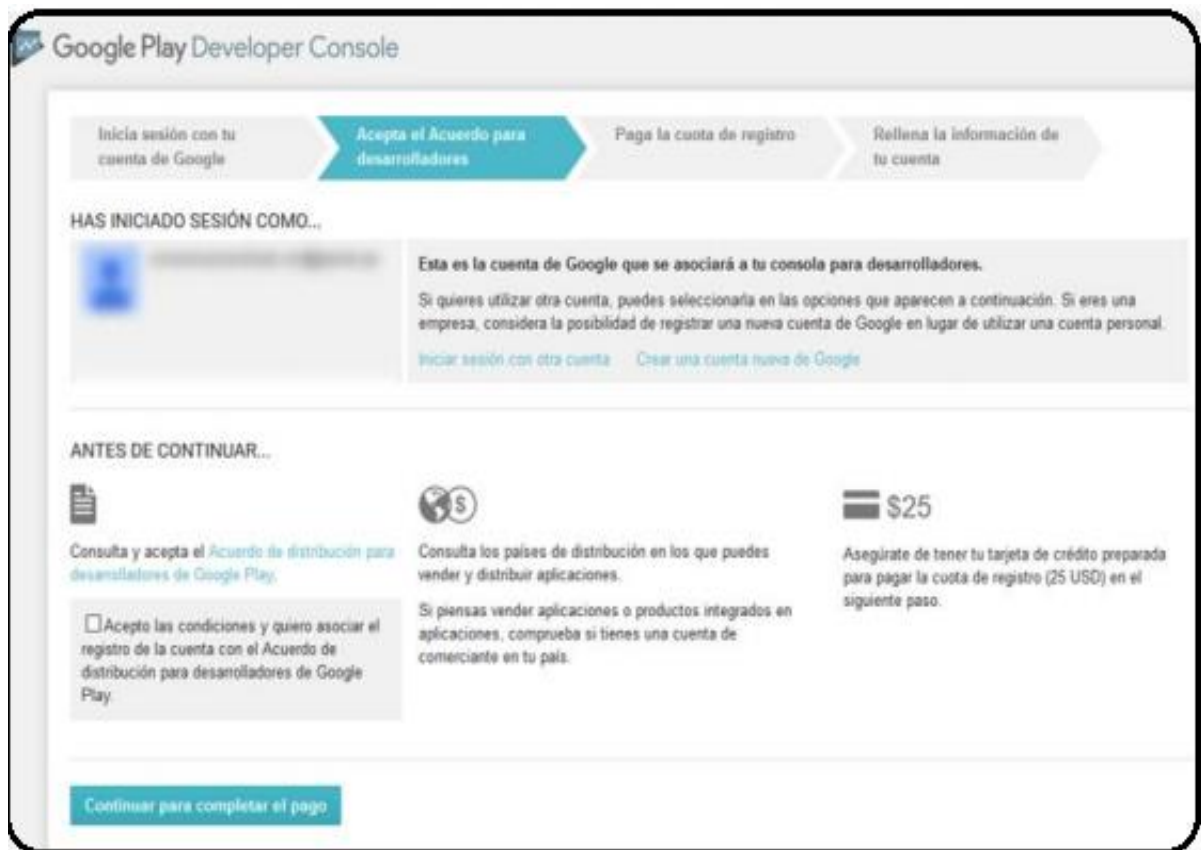 Google Play Developer Console
Inicia sesión con tu
cuenta de Google
Acepta el Acuerdo para
desarrolladores
Paga la cuota de registro
Rellena la información de
tu cuenta
HAS INICIADO SESIÓN COMO...
Esta es la cuenta de Google que se asociará a tu consola para desarrolladores.
Si quieres utilizar otra cuenta, puedes seleccionarla en las opciones que aparecen a continuación. Si eres una
empresa, considera la posibilidad de registrar una nueva cuenta de Google en lugar de utilizar una cuenta personal.
Iniciar sesión con otra cuenta Crear una cuenta nueva de Google
ANTES DE CONTINUAR...
Consulta y acepta el Acuerdo de distribución para
desarrolladores de Google Play.
Acepto las condiciones y quiero asociar el
registro de la cuenta con el Acuerdo de
distribución para desarrolladores de Google
Play.
$
Consulta los países de distribución en los que puedes
vender y distribuir aplicaciones.
Si piensas vender aplicaciones o productos integrados en
aplicaciones, comprueba si tienes una cuenta de
comerciante en tu país.
$25
Asegúrate de tener tu tarjeta de crédito preparada
para pagar la cuota de registro (25 USD) en el
siguiente paso.
Continuar para completar el pago